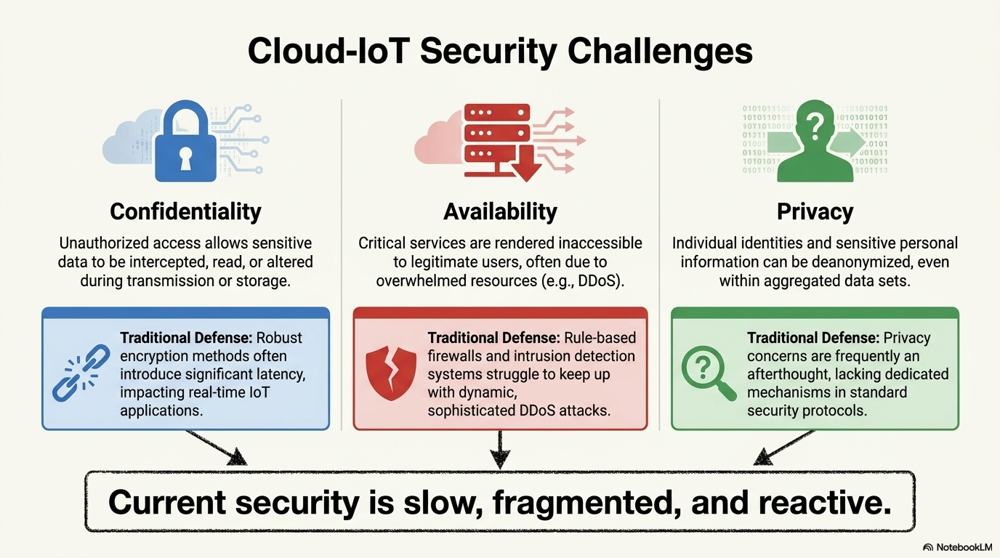 Cloud-IoT Security Challenges
Confidentiality
Unauthorized access allows sensitive
data to be intercepted, read, or altered
during transmission or storage.
Traditional Defense: Robust
encryption methods often
introduce significant latency,
impacting real-time IoT
applications.
Availability
Critical services are rendered inaccessible
to legitimate users, often due to
overwhelmed resources (e.g., DDoS).
Traditional Defense: Rule-based
firewalls and intrusion detection
systems struggle to keep up
with dynamic,
sophisticated DDoS attacks.
?
Privacy
Individual identities and sensitive personal
information can be deanonymized, even
within aggregated data sets.
?
Traditional Defense: Privacy
concerns are frequently an
afterthought, lacking dedicated
mechanisms in standard
security protocols.
Current security is slow, fragmented, and reactive.
NotebookLM